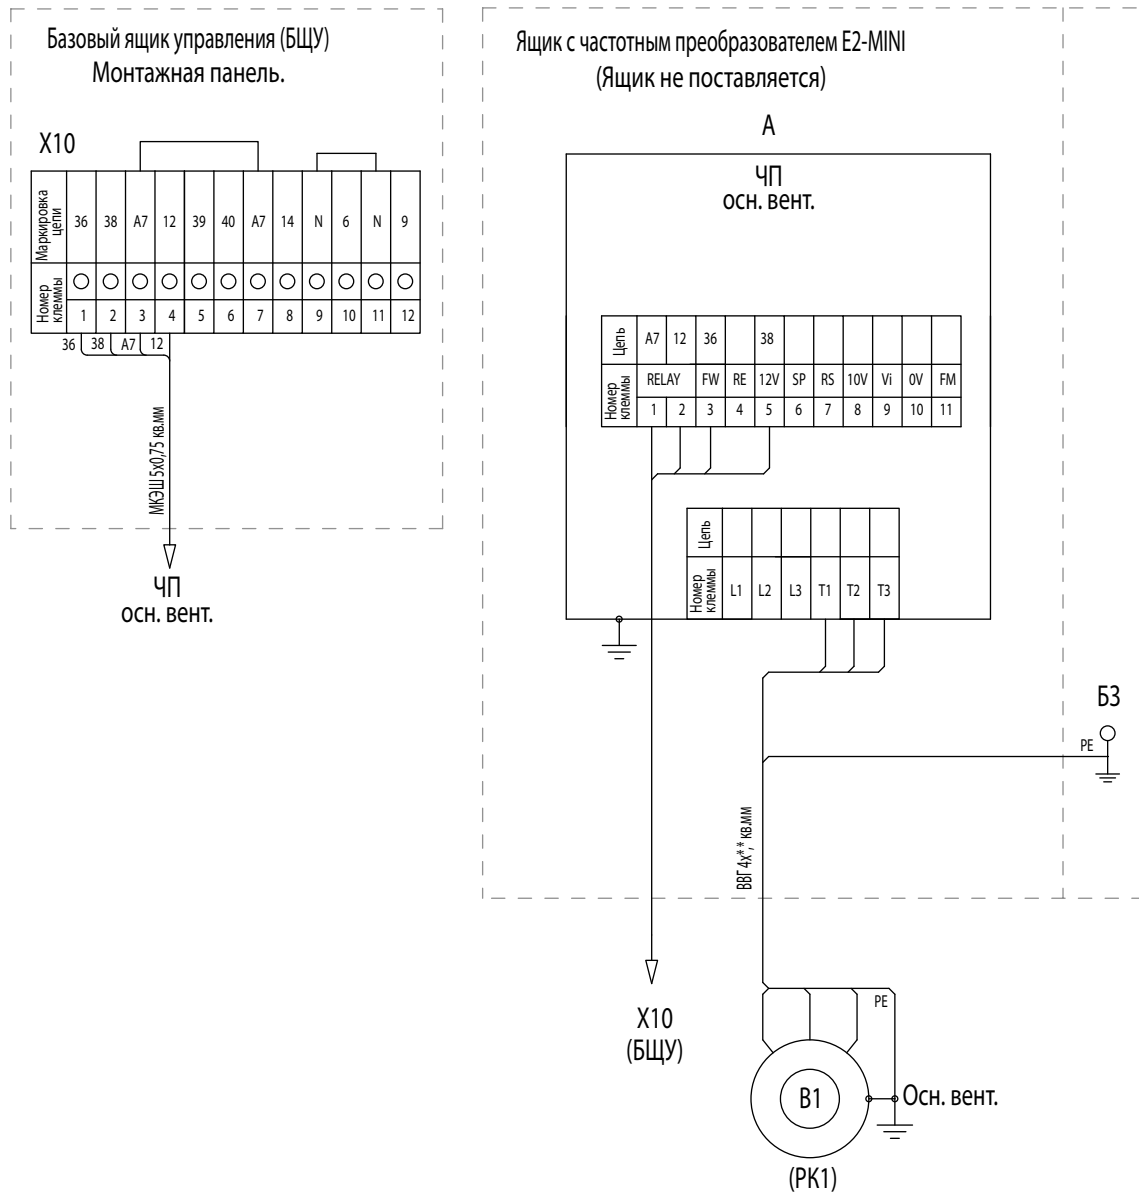 Базовый ящик управления (БЩУ)
Монтажная панель.
X10
Маркировка цепи 36 38 A7 12 39 40 A7 14 N 6 N 9
Номер клеммы 1 2 3 4 5 6 7 8 9 10 11 12
36 38 A7 12
МКЭШ 5x0,75 кв.мм
ЧП
осн. вент.
Ящик с частотным преобразователем E2-MINI
(Ящик не поставляется)
A
ЧП
осн. вент.
Цепь A7 12 36 38
Номер клеммы RELAY FW RE 12V SP RS 10V Vi 0V FM
1 2 3 4 5 6 7 8 9 10 11
Цепь
Номер клеммы L1 L2 L3 T1 T2 T3
БЗ
PE
ВВГ 4x*,* кв.мм
X10
(БЩУ)
PE
B1
Осн. вент.
(PK1)